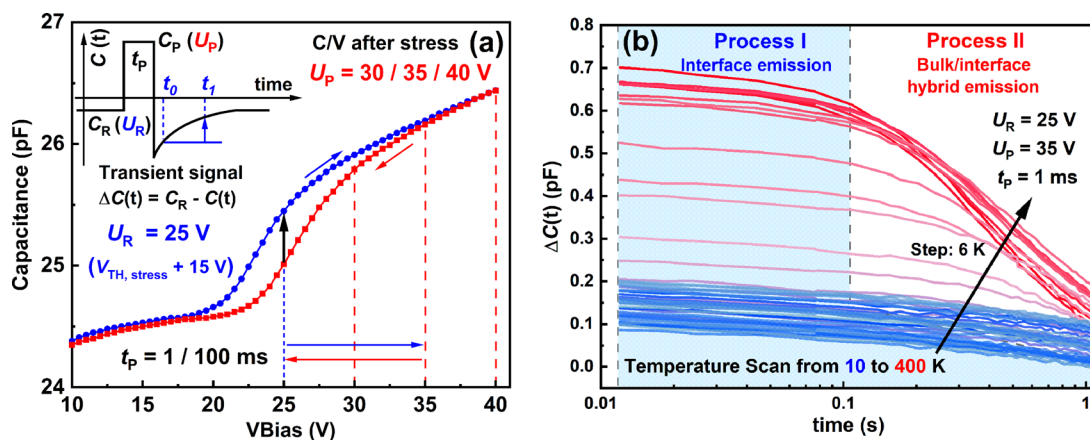 (a)
C/V after stress
U_P = 30 / 35 / 40 V
C (t)
C_P (U_P)
t_P
t_0
t_1
time
C_R (U_R)
Transient signal
ΔC(t) = C_R - C(t)
U_R = 25 V
(V_TH, stress + 15 V)
t_P = 1 / 100 ms
Capacitance (pF)
27
26
25
24
10
15
20
25
30
35
40
VBias (V)
(b)
Process I
Interface emission
Process II
Bulk/interface
hybrid emission
U_R = 25 V
U_P = 35 V
t_P = 1 ms
Step: 6 K
Temperature Scan from 10 to 400 K
ΔC(t) (pF)
0.8
0.7
0.6
0.5
0.4
0.3
0.2
0.1
0.0
0.01
0.1
1
time (s)